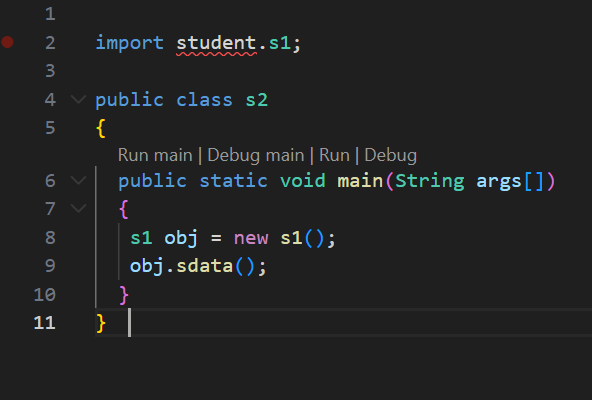 1
2 import student.s1;
3
4 public class s2
5 {
Run main | Debug main | Run | Debug
6 public static void main(String args[])
7 {
8 s1 obj = new s1();
9 obj.sdata();
10 }
11 }